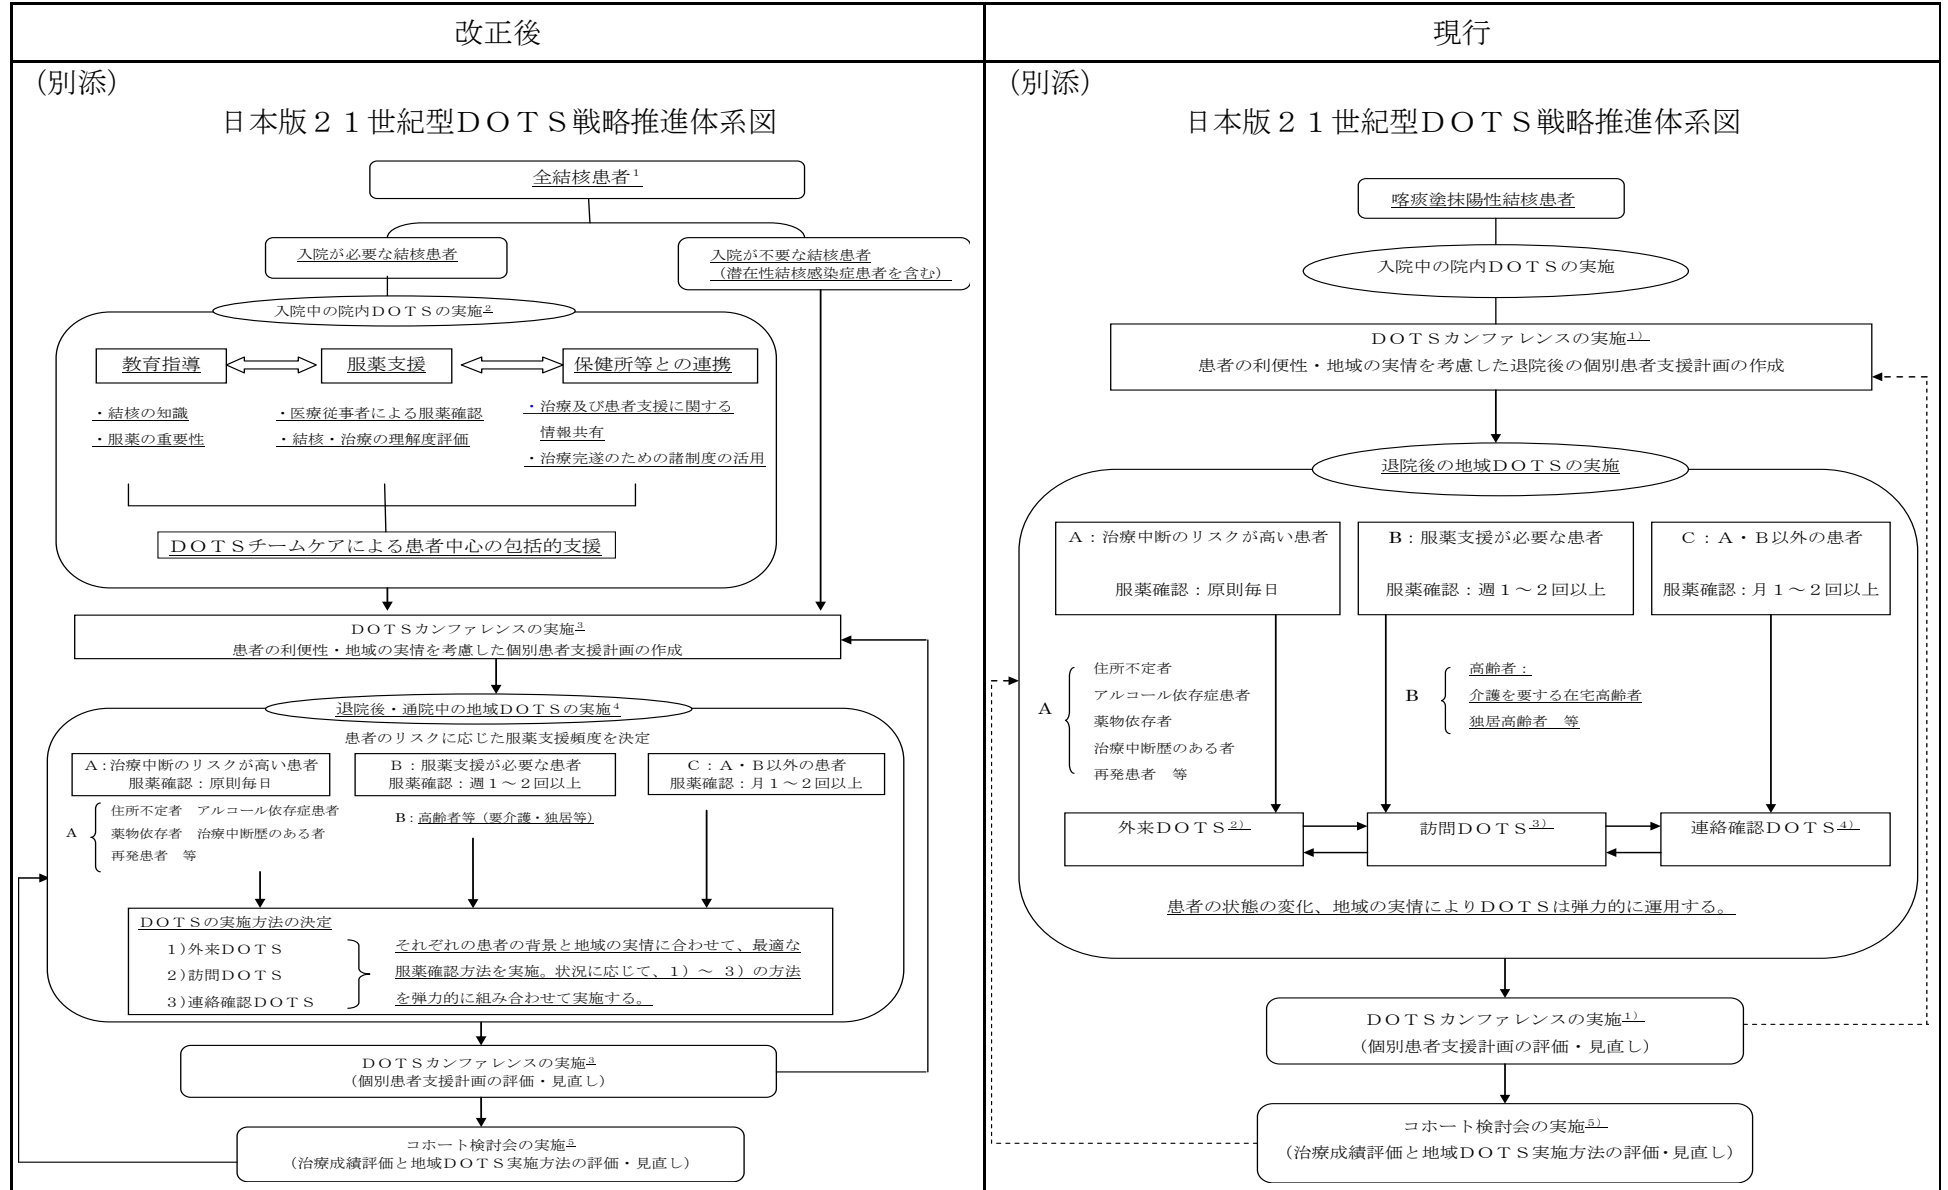 改正後
(別添)
日本版21世紀型DOTS戦略推進体系図
全結核患者1
入院が必要な結核患者
入院が不要な結核患者
(潜在性結核感染症患者を含む)
入院中の院内DOTSの実施2
教育指導
服薬支援
保健所等との連携
・結核の知識
・服薬の重要性
・医療従事者による服薬確認
・結核・治療の理解度評価
・治療及び患者支援に関する
情報共有
・治療完遂のための諸制度の活用
DOTSチームケアによる患者中心の包括的支援
DOTSカンファレンスの実施3
患者の利便性・地域の実情を考慮した個別患者支援計画の作成
退院後・通院中の地域DOTSの実施4
患者のリスクに応じた服薬支援頻度を決定
A:治療中断のリスクが高い患者
服薬確認:原則毎日
B:服薬支援が必要な患者
服薬確認:週1~2回以上
C:A・B以外の患者
服薬確認:月1~2回以上
A
住所不定者 アルコール依存症患者
薬物依存者 治療中断歴のある者
再発患者 等
B:高齢者等(要介護・独居等)
DOTSの実施方法の決定
1)外来DOTS
2)訪問DOTS
3)連絡確認DOTS
それぞれの患者の背景と地域の実情に合わせて、最適な
服薬確認方法を実施。状況に応じて、1)~ 3)の方法
を弾力的に組み合わせて実施する。
DOTSカンファレンスの実施3
(個別患者支援計画の評価・見直し)
コホート検討会の実施5
(治療成績評価と地域DOTS実施方法の評価・見直し)
現行
(別添)
日本版21世紀型DOTS戦略推進体系図
喀痰塗抹陽性結核患者
入院中の院内DOTSの実施
DOTSカンファレンスの実施1)
患者の利便性・地域の実情を考慮した退院後の個別患者支援計画の作成
退院後の地域DOTSの実施
A:治療中断のリスクが高い患者
服薬確認:原則毎日
B:服薬支援が必要な患者
服薬確認:週1~2回以上
C:A・B以外の患者
服薬確認:月1~2回以上
A
住所不定者
アルコール依存症患者
薬物依存者
治療中断歴のある者
再発患者 等
B
高齢者:
介護を要する在宅高齢者
独居高齢者 等
外来DOTS2)
訪問DOTS3)
連絡確認DOTS4)
患者の状態の変化、地域の実情によりDOTSは弾力的に運用する。
DOTSカンファレンスの実施1)
(個別患者支援計画の評価・見直し)
コホート検討会の実施5)
(治療成績評価と地域DOTS実施方法の評価・見直し)